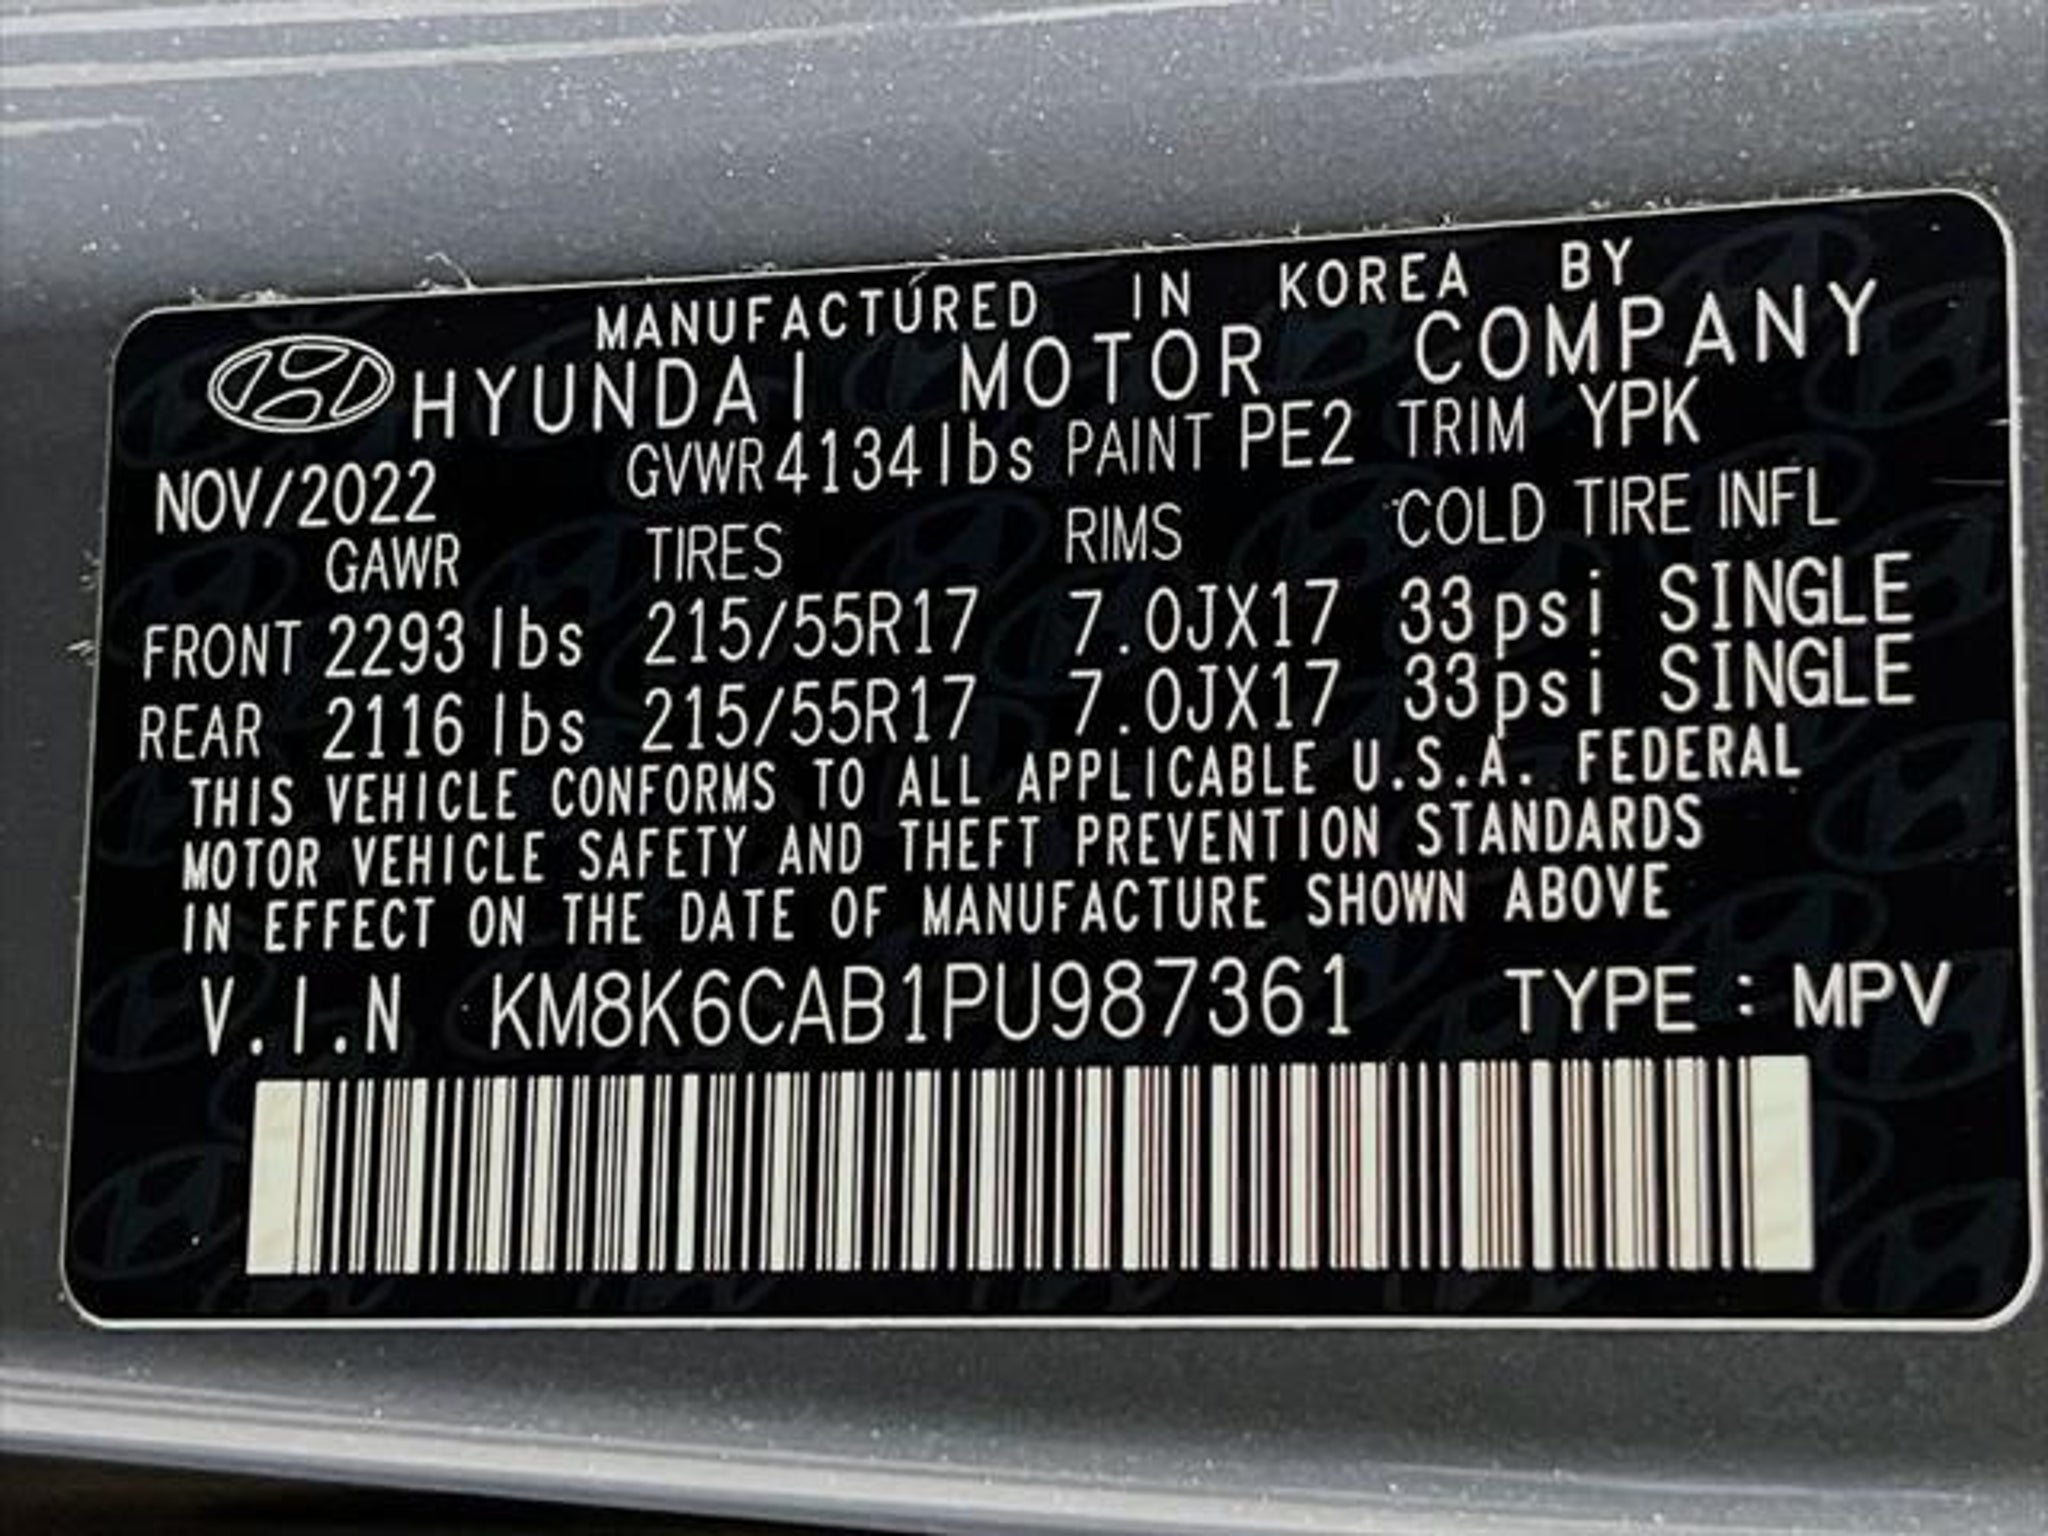 MANUFACTURED IN KOREA BY
HYUNDAI MOTOR COMPANY
NOV/2022 GVWR 4134lbs PAINT PE2 TRIM YPK
GAWR TIRES RIMS COLD TIRE INFL
FRONT 2293 lbs 215/55R17 7.0JX17 33psi SINGLE
REAR 2116 lbs 215/55R17 7.0JX17 33psi SINGLE
THIS VEHICLE CONFORMS TO ALL APPLICABLE U.S.A. FEDERAL
MOTOR VEHICLE SAFETY AND THEFT PREVENTION STANDARDS
IN EFFECT ON THE DATE OF MANUFACTURE SHOWN ABOVE
V.I.N KM8K6CAB1PU987361 TYPE : MPV